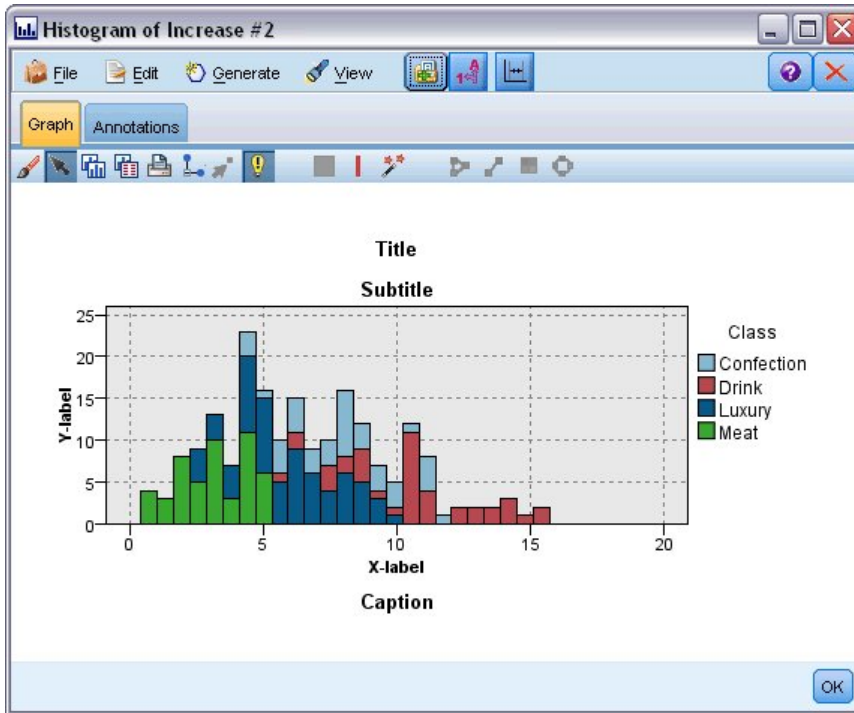 Histogram of Increase #2
File Edit Generate View
Graph Annotations
Title
Subtitle
25
20
15
10
5
0
Y-label
0 5 10 15 20
X-label
Caption
Class
Confection
Drink
Luxury
Meat
OK